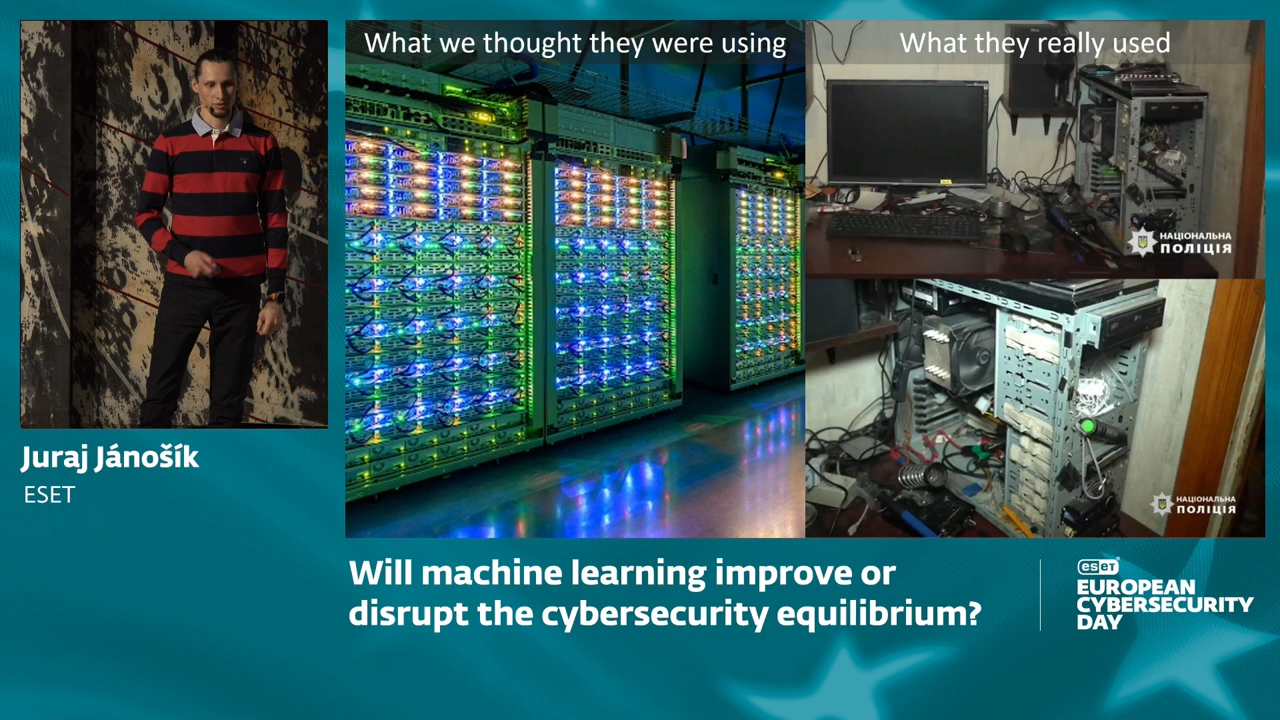 What we thought they were using
What they really used
НАЦІОНАЛЬНА
ПОЛІЦІЯ
НАЦІОНАЛЬНА
ПОЛІЦІЯ
Juraj Jánošík
ESET
Will machine learning improve or
disrupt the cybersecurity equilibrium?
eset
EUROPEAN
CYBERSECURITY
DAY